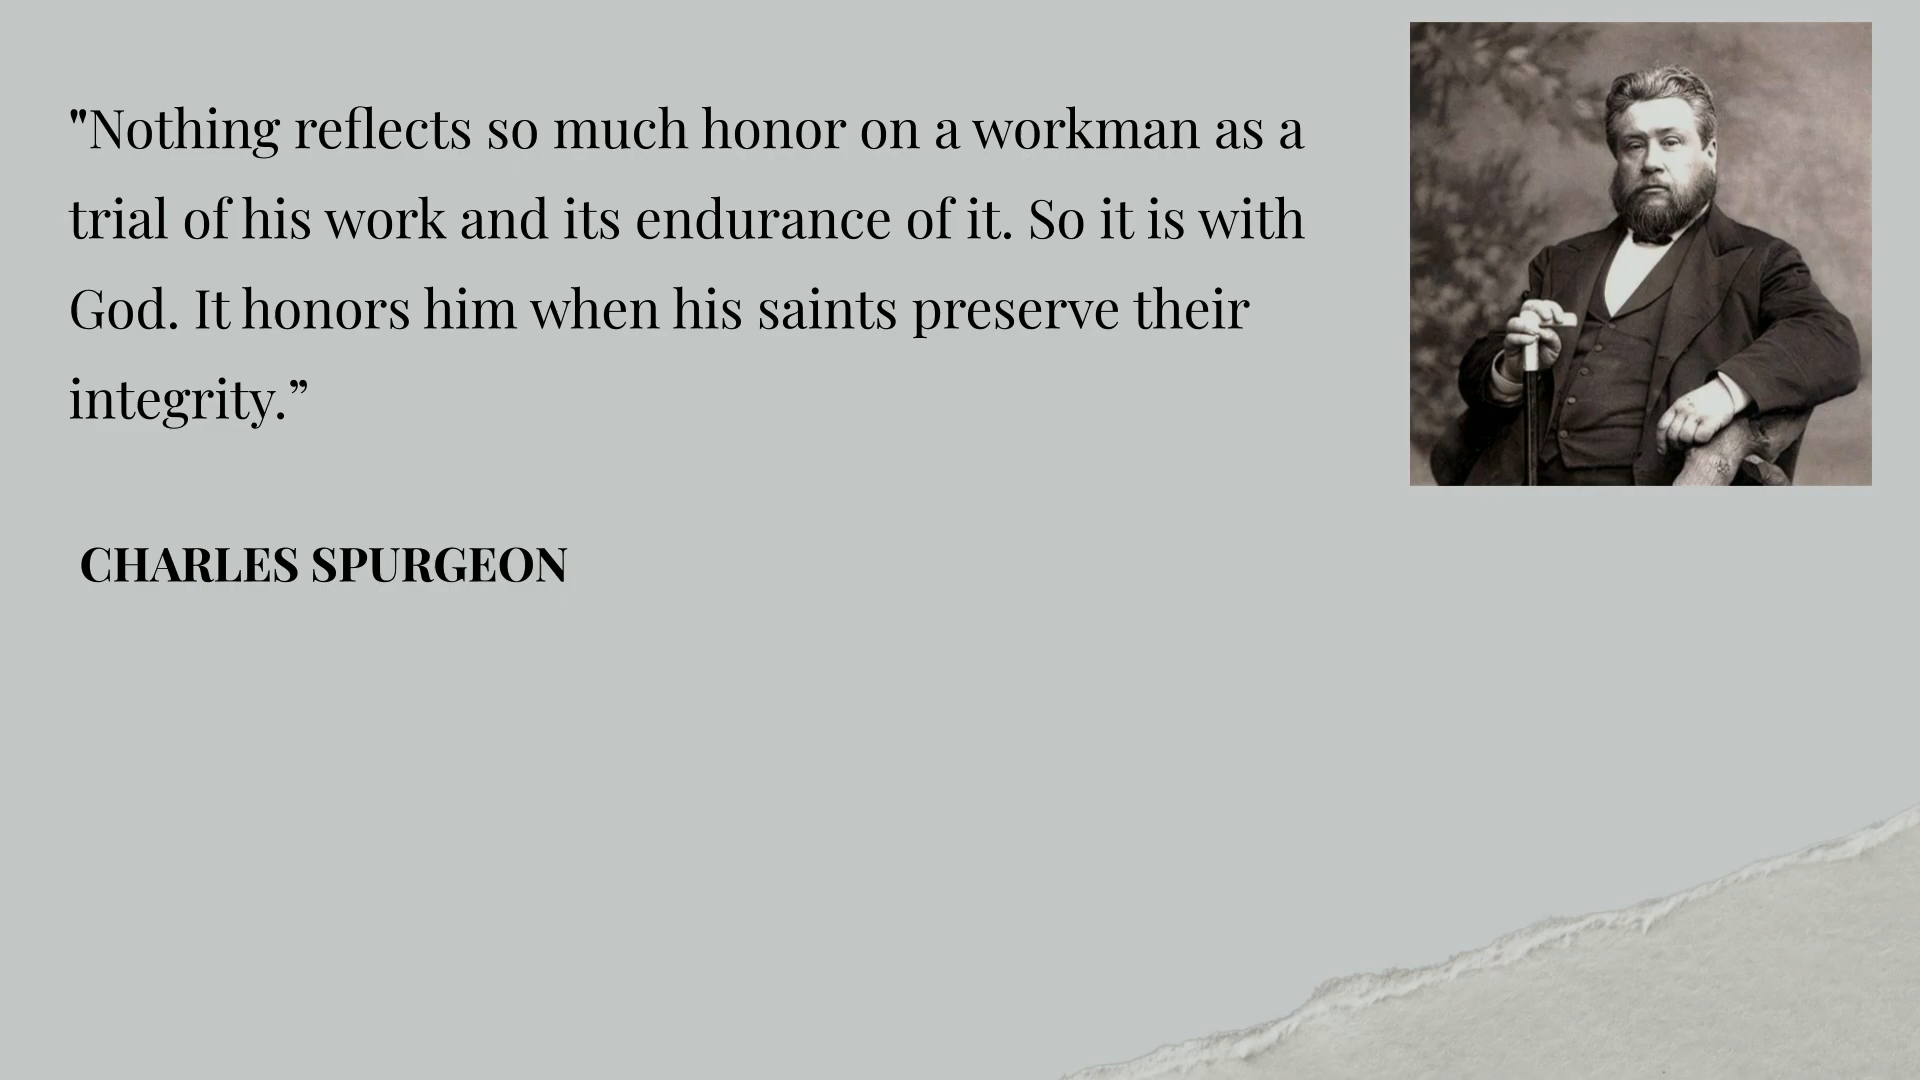 "Nothing reflects so much honor on a workman as a
trial of his work and its endurance of it. So it is with
God. It honors him when his saints preserve their
integrity.”
CHARLES SPURGEON